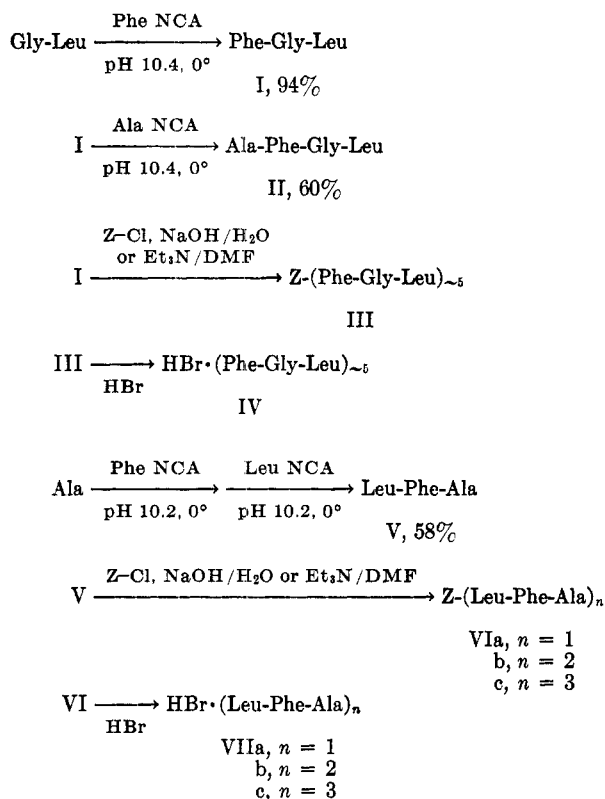 Phe NCA
Gly-Leu ⟶ Phe-Gly-Leu
pH 10.4, 0°
I, 94%
Ala NCA
I ⟶ Ala-Phe-Gly-Leu
pH 10.4, 0°
II, 60%
Z-Cl, NaOH/H₂O
or Et₃N/DMF
I ⟶ Z-(Phe-Gly-Leu)∼₅
III
III ⟶ HBr·(Phe-Gly-Leu)∼₅
HBr
IV
Phe NCA Leu NCA
Ala ⟶ ⟶ Leu-Phe-Ala
pH 10.2, 0° pH 10.2, 0°
V, 58%
Z-Cl, NaOH/H₂O or Et₃N/DMF
V ⟶ Z-(Leu-Phe-Ala)ₙ
VIa, n = 1
b, n = 2
c, n = 3
VI ⟶ HBr·(Leu-Phe-Ala)ₙ
HBr
VIIa, n = 1
b, n = 2
c, n = 3